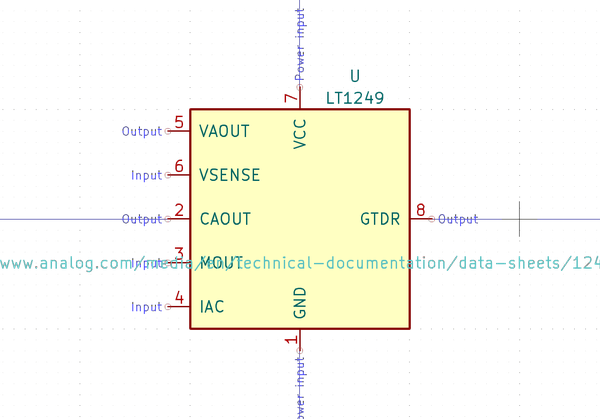 Power input
U
LT1249
7
VCC
Output 5 VAOUT
Input 6 VSENSE
Output 2 CAOUT
GTDR 8 Output
Input 3 MOUT
www.analog.com/media/en/technical-documentation/data-sheets/124
Input 4 IAC
GND
1
ower input